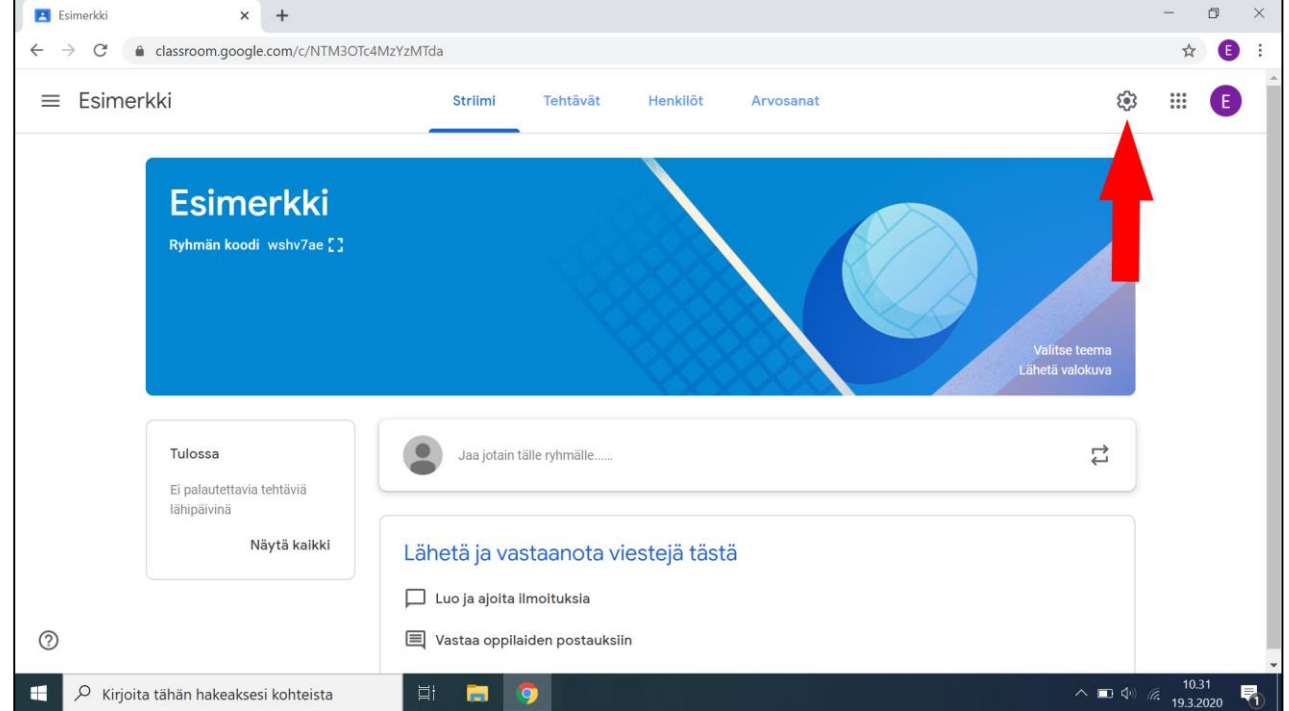 Esimerkki
classroom.google.com/c/NTM3OTc4MzYzMTda
E
Esimerkki
Striimi Tehtävät Henkilöt Arvosanat
E
Esimerkki
Ryhmän koodi wshv7ae
Valitse teema
Lähetä valokuva
Tulossa
Ei palautettavia tehtäviä
lähipäivinä
Näytä kaikki
Jaa jotain tälle ryhmälle......
Lähetä ja vastaanota viestejä tästä
Luo ja ajoita ilmoituksia
Vastaa oppilaiden postauksiin
Kirjoita tähän hakeaksesi kohteista
10.31
19.3.2020
1